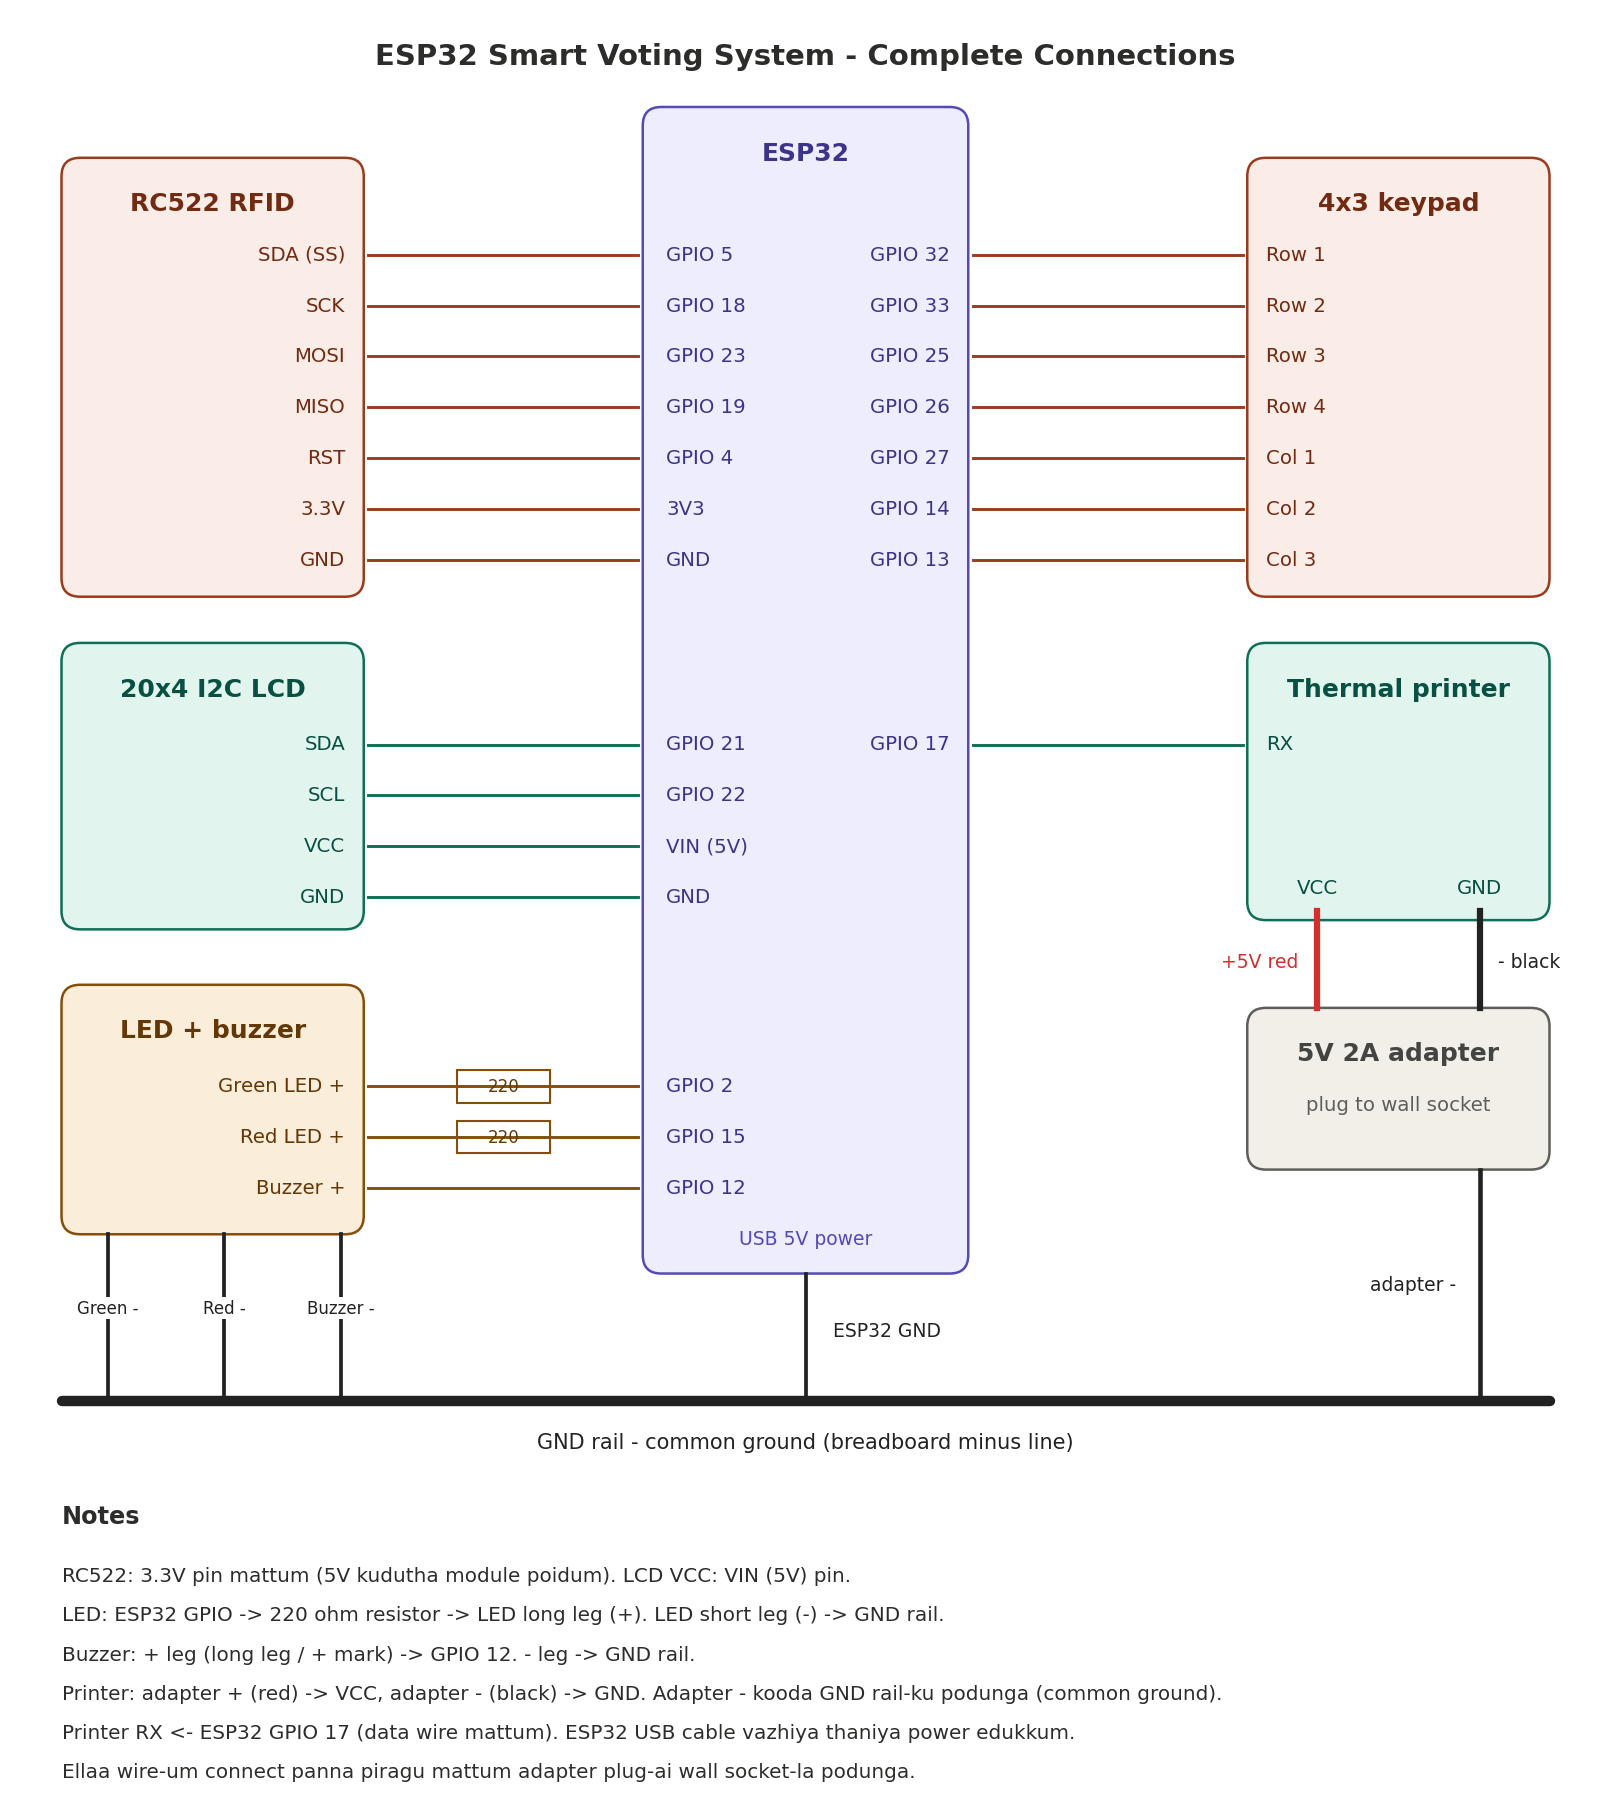 ESP32 Smart Voting System - Complete Connections
RC522 RFID
SDA (SS)
SCK
MOSI
MISO
RST
3.3V
GND
ESP32
GPIO 5
GPIO 18
GPIO 23
GPIO 19
GPIO 4
3V3
GND
GPIO 32
GPIO 33
GPIO 25
GPIO 26
GPIO 27
GPIO 14
GPIO 13
4x3 keypad
Row 1
Row 2
Row 3
Row 4
Col 1
Col 2
Col 3
20x4 I2C LCD
SDA
SCL
VCC
GND
GPIO 21
GPIO 22
VIN (5V)
GND
GPIO 17
Thermal printer
RX
VCC
GND
+5V red
- black
LED + buzzer
Green LED +
Red LED +
Buzzer +
220
220
GPIO 2
GPIO 15
GPIO 12
USB 5V power
5V 2A adapter
plug to wall socket
Green -
Red -
Buzzer -
ESP32 GND
adapter -
GND rail - common ground (breadboard minus line)
Notes
RC522: 3.3V pin mattum (5V kudutha module poidum). LCD VCC: VIN (5V) pin.
LED: ESP32 GPIO -> 220 ohm resistor -> LED long leg (+). LED short leg (-) -> GND rail.
Buzzer: + leg (long leg / + mark) -> GPIO 12. - leg -> GND rail.
Printer: adapter + (red) -> VCC, adapter - (black) -> GND. Adapter - kooda GND rail-ku podunga (common ground).
Printer RX <- ESP32 GPIO 17 (data wire mattum). ESP32 USB cable vazhiya thaniya power edukkum.
Ellaa wire-um connect panna piragu mattum adapter plug-ai wall socket-la podunga.